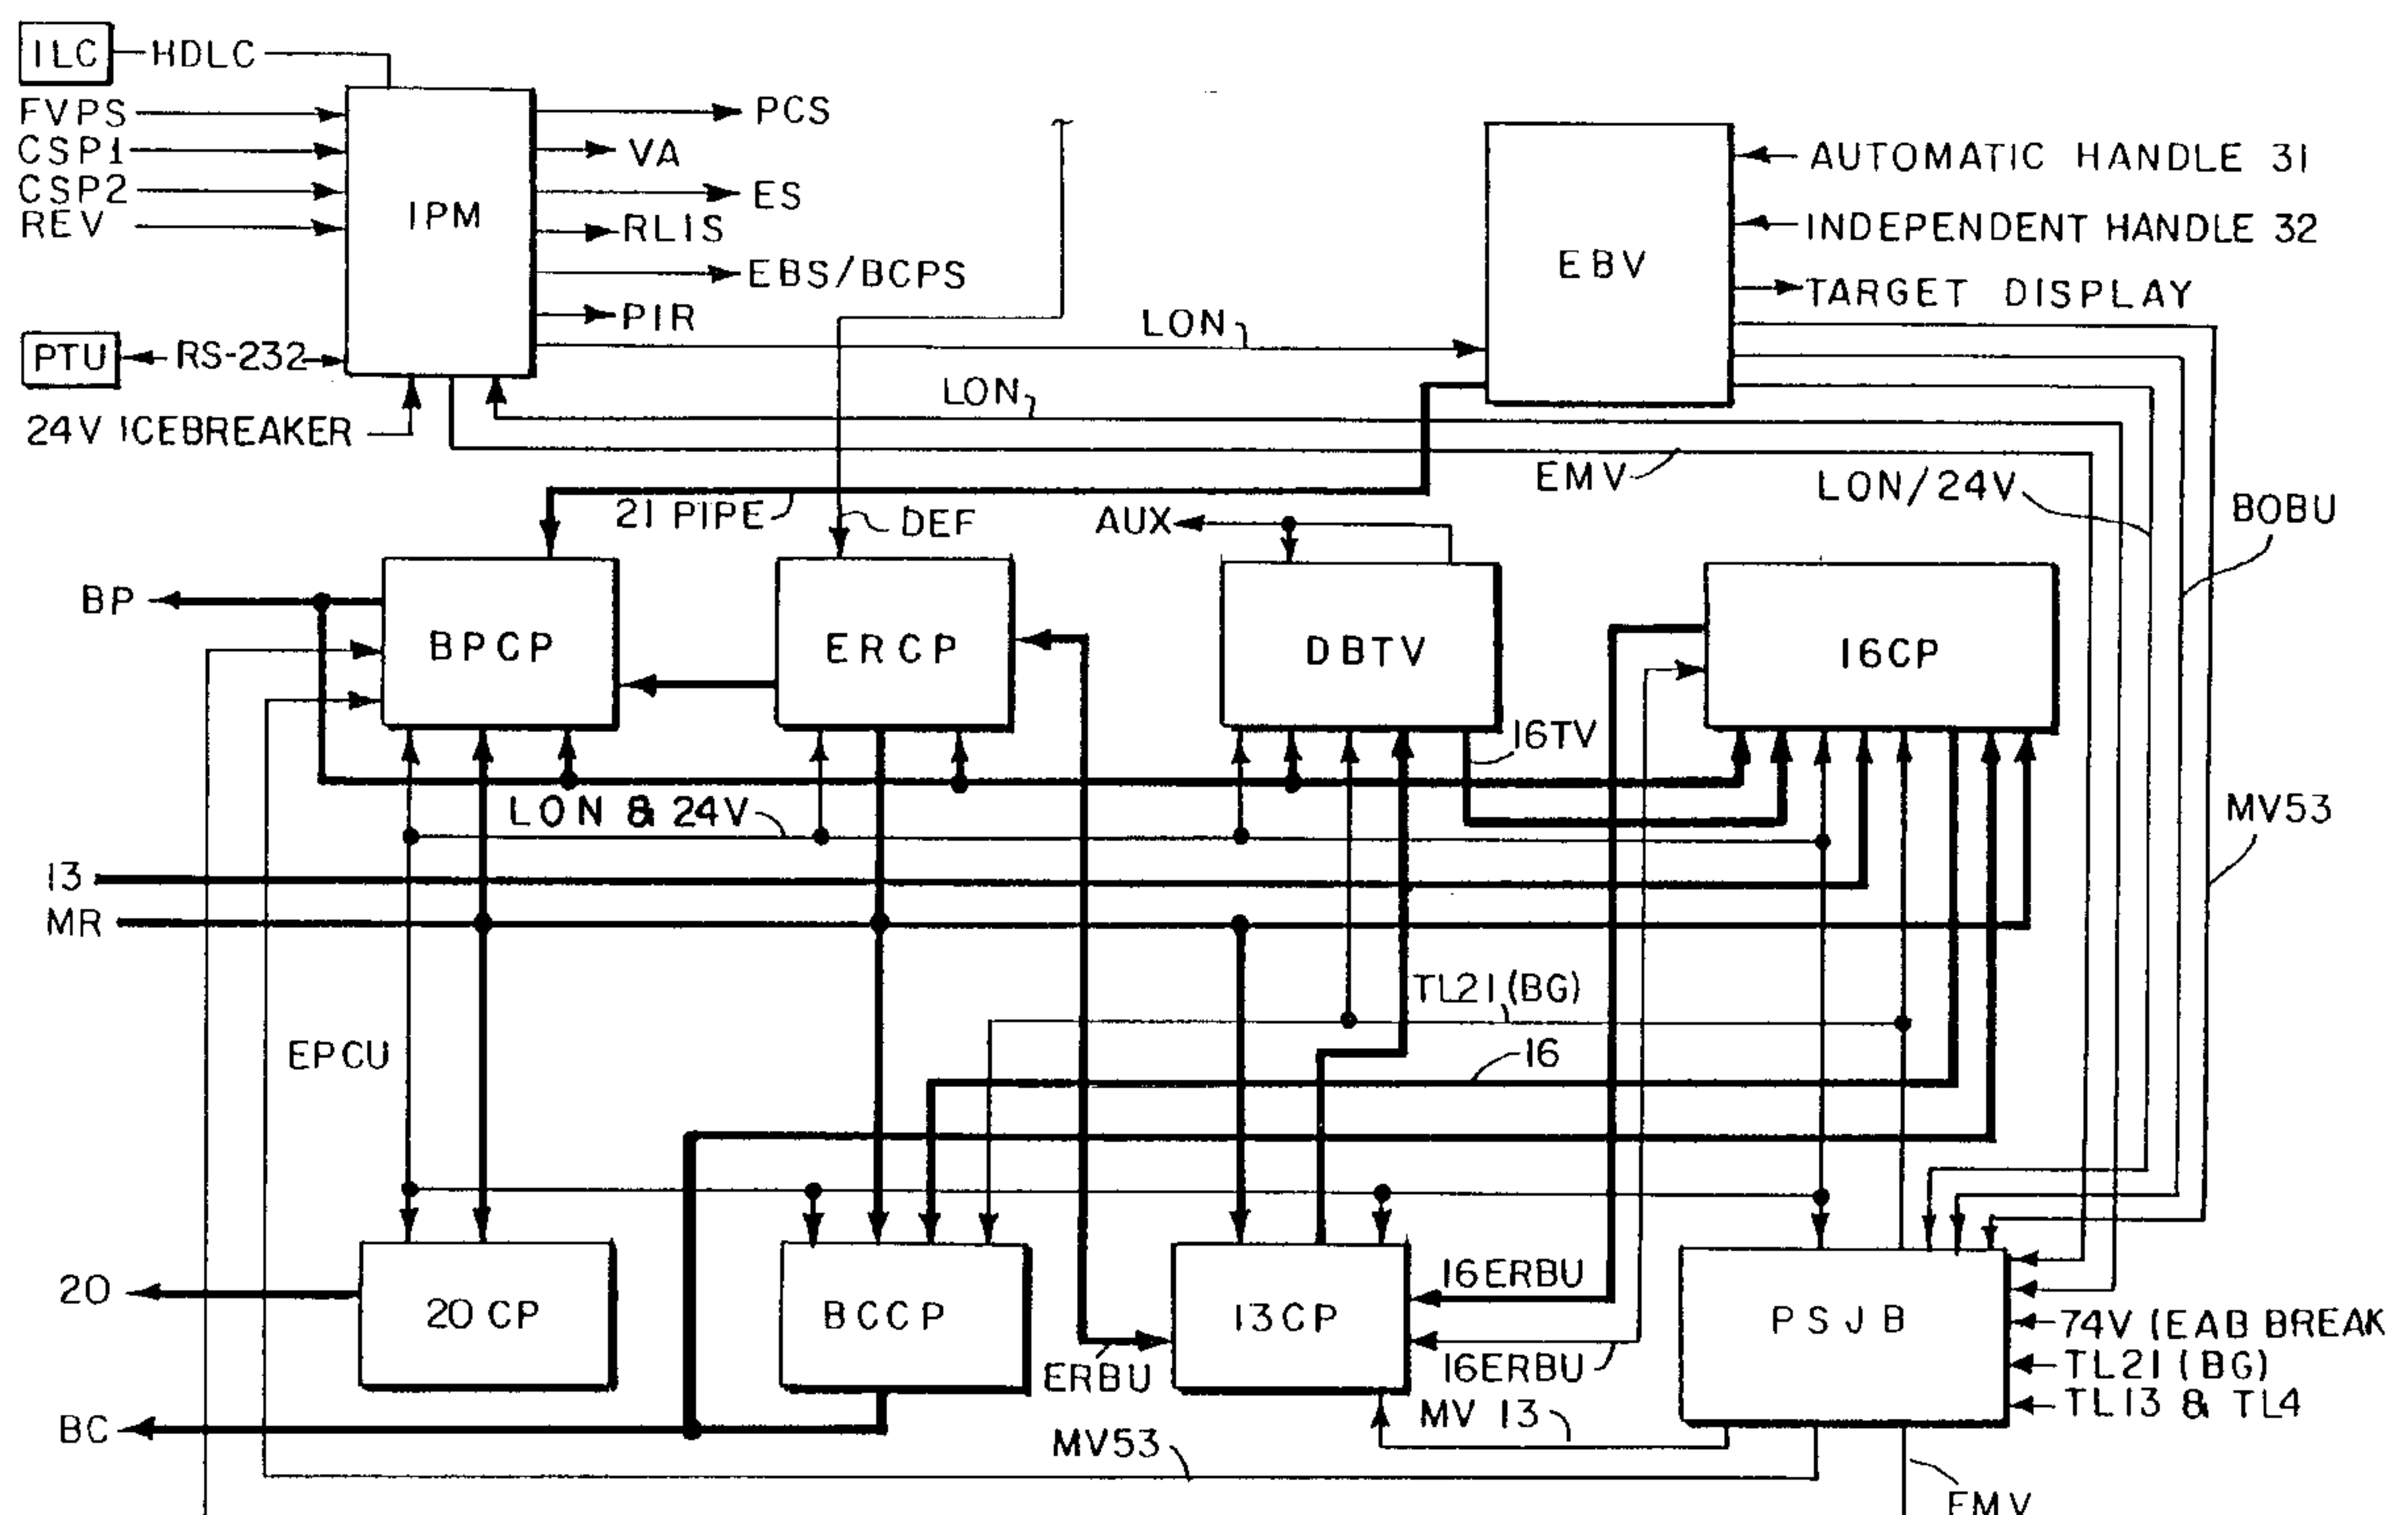 ILC
HDLC
FVPS
CSP1
CSP2
REV
IPM
PCS
VA
ES
RLIS
EBS/BCPS
PIR
PTU
RS-232
24V ICEBREAKER
LON
LON
EBV
AUTOMATIC HANDLE 31
INDEPENDENT HANDLE 32
TARGET DISPLAY
EMV
LON/24V
BOBU
21 PIPE
DEF
AUX
BP
BPCP
ERCP
DBTV
16CP
16TV
LON & 24V
MV53
13
MR
TL21 (BG)
EPCU
16
20
20CP
BCCP
13CP
16ERBU
PSJB
74V IEAB BREAK
TL21 (BG)
TL13 & TL4
ERBU
16ERBU
BC
MV 13
MV53
EMV